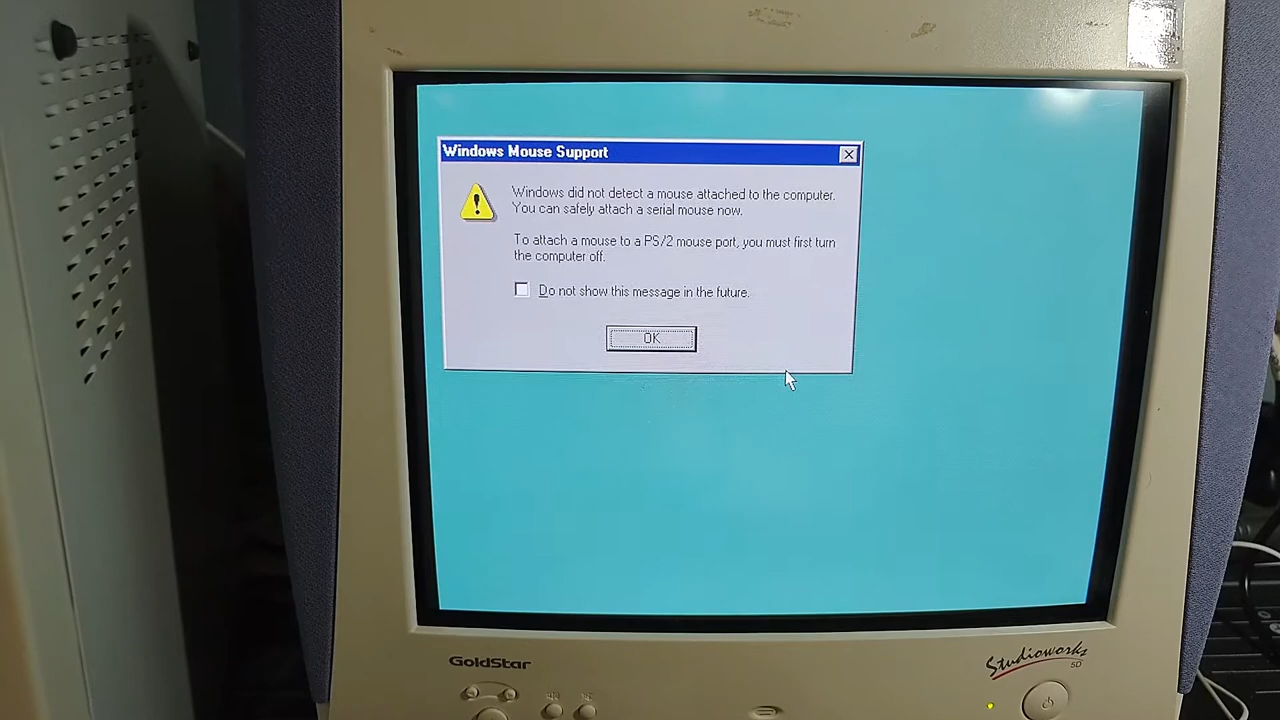 Windows Mouse Support
Windows did not detect a mouse attached to the computer.
You can safely attach a serial mouse now.
To attach a mouse to a PS/2 mouse port, you must first turn
the computer off.
Do not show this message in the future.
OK
GoldStar
Studioworks
5D